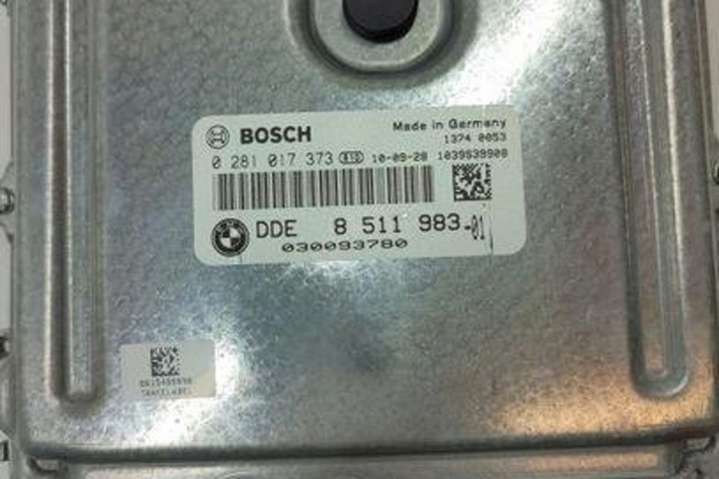 BOSCH
Made in Germany
1374 0053
0 281 017 373 10-09-28 1039S39908
DDE 8 511 983-01
030093780